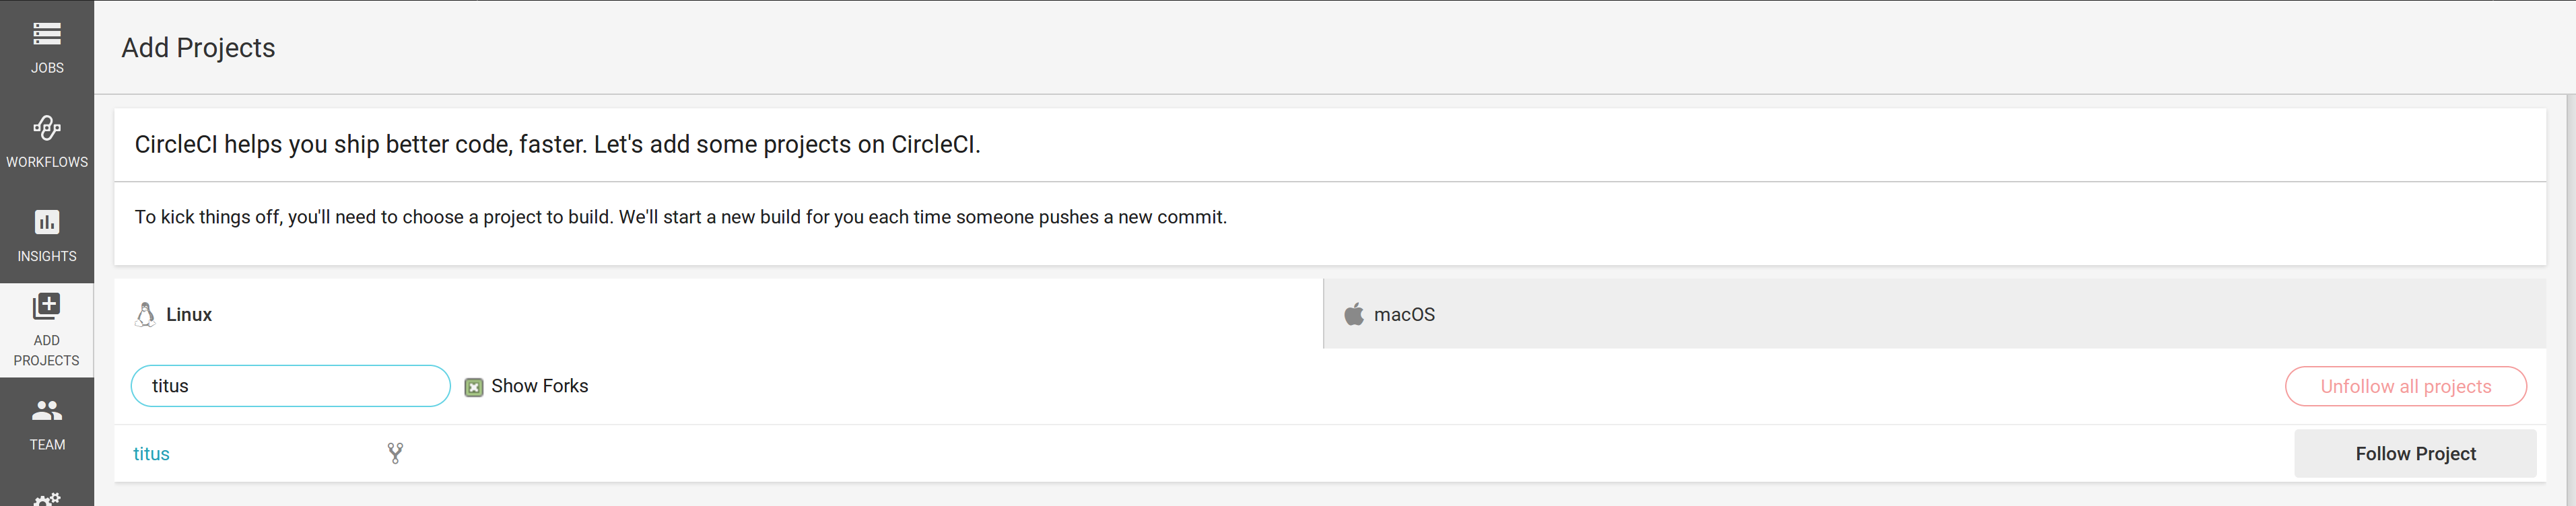 JOBS
WORKFLOWS
INSIGHTS
ADD
PROJECTS
TEAM
Add Projects
CircleCI helps you ship better code, faster. Let's add some projects on CircleCI.
To kick things off, you'll need to choose a project to build. We'll start a new build for you each time someone pushes a new commit.
Linux
macOS
titus
Show Forks
Unfollow all projects
titus
Follow Project